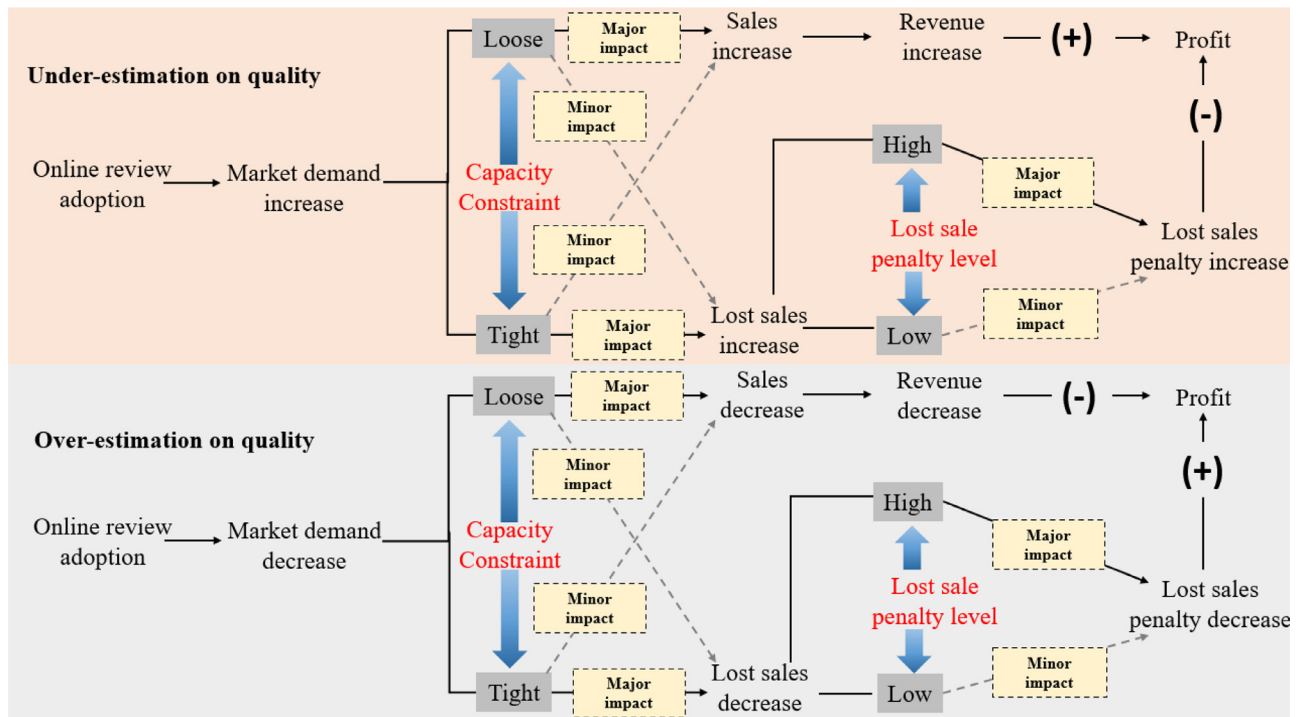 Under-estimation on quality
Online review
adoption
Market demand
increase
Loose
Capacity
Constraint
Tight
Major
impact
Minor
impact
Minor
impact
Major
impact
Sales
increase
Lost sales
increase
Revenue
increase
(+)
Profit
(-)
High
Lost sale
penalty level
Low
Major
impact
Minor
impact
Lost sales
penalty increase
Over-estimation on quality
Online review
adoption
Market demand
decrease
Loose
Capacity
Constraint
Tight
Major
impact
Minor
impact
Minor
impact
Major
impact
Sales
decrease
Lost sales
decrease
Revenue
decrease
(-)
Profit
(+)
High
Lost sale
penalty level
Low
Major
impact
Minor
impact
Lost sales
penalty decrease